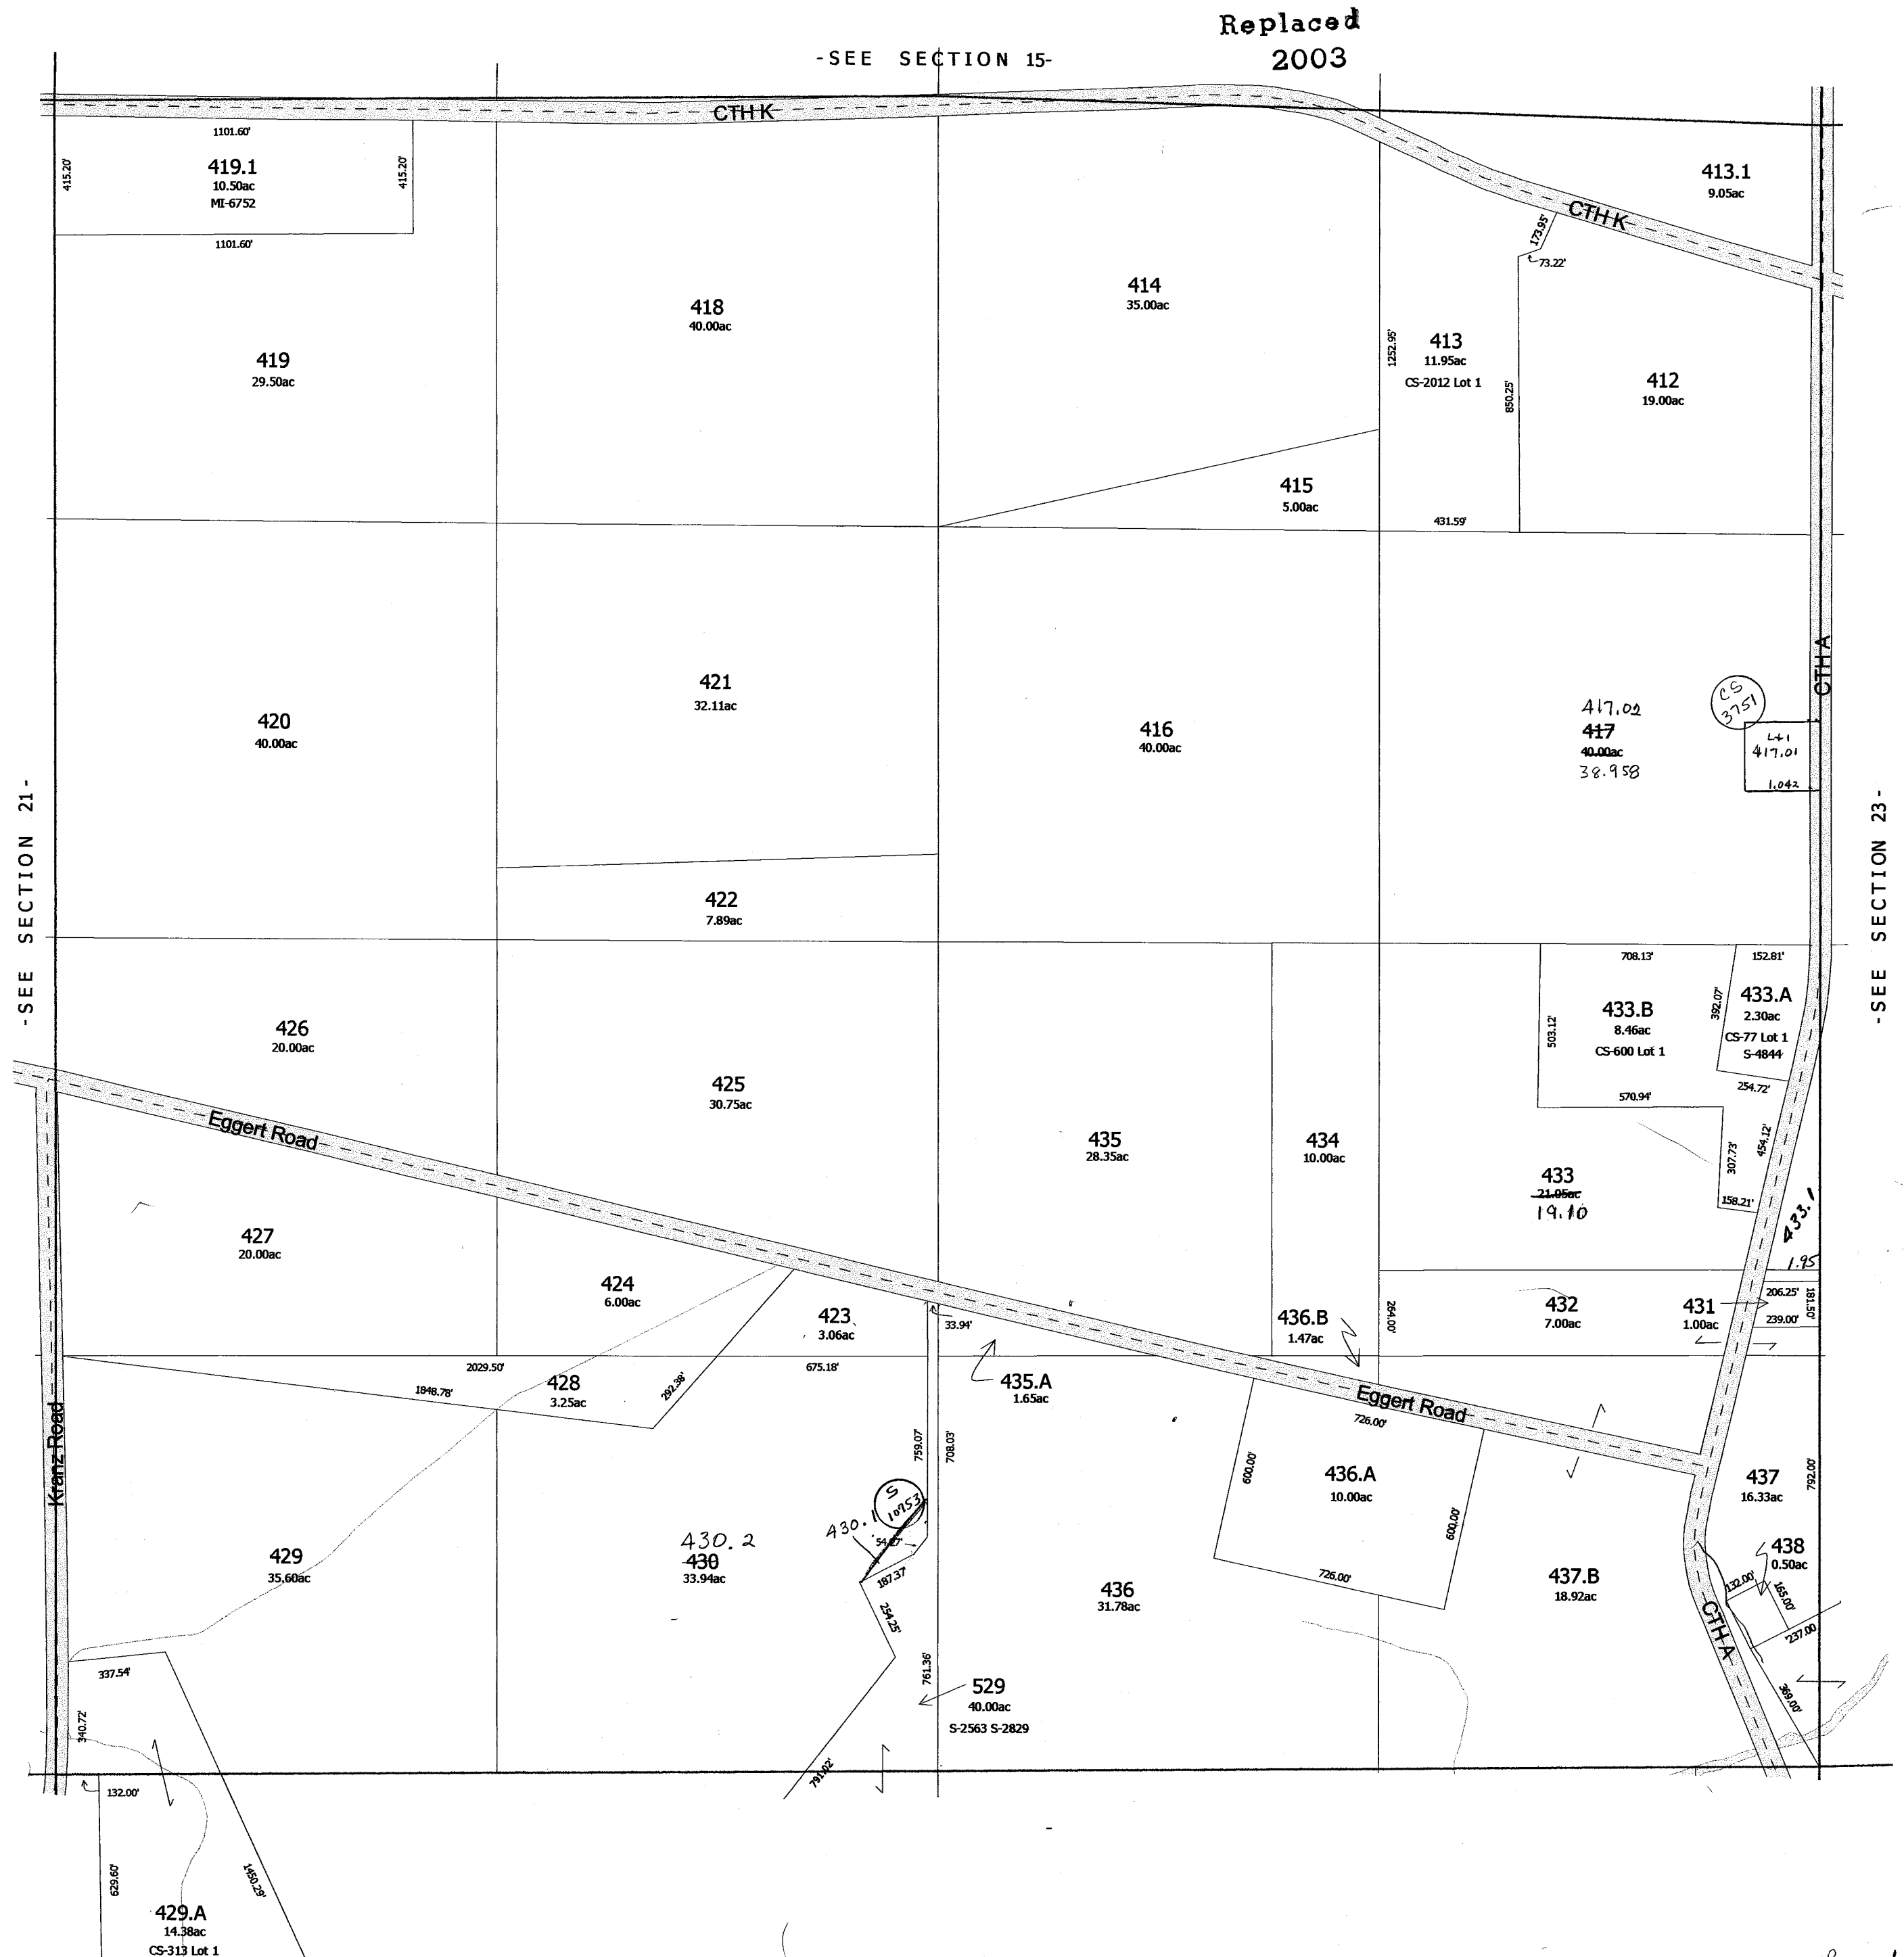 Replaced
2003
-SEE SECTION 15-
CTH K
1101.60'
415.20'
415.20'
419.1
10.50ac
MI-6752
1101.60'
413.1
9.05ac
CTH K
173.95'
73.22'
414
35.00ac
418
40.00ac
419
29.50ac
1252.95'
413
11.95ac
CS-2012 Lot 1
850.25'
412
19.00ac
415
5.00ac
431.59'
CTH A
421
32.11ac
420
40.00ac
416
40.00ac
417.02
417
40.00ac
38.958
CS
3751
Lt 1
417.01
1.042
-SEE SECTION 21-
-SEE SECTION 23-
422
7.89ac
708.13'
152.81'
426
20.00ac
503.12'
433.B
8.46ac
CS-600 Lot 1
392.07'
433.A
2.30ac
CS-77 Lot 1
S-4844
254.72'
570.94'
425
30.75ac
Eggert Road
435
28.35ac
434
10.00ac
433
21.05ac
19.10
307.73'
454.12'
158.21'
433.1
1.95
427
20.00ac
424
6.00ac
423
3.06ac
33.94'
436.B
1.47ac
264.00'
432
7.00ac
431
1.00ac
206.25'
181.50'
239.00'
2029.50'
675.18'
1848.78'
428
3.25ac
292.38'
435.A
1.65ac
Eggert Road
726.00'
Kranz Road
759.07'
708.03'
600.00'
436.A
10.00ac
600.00'
726.00'
437
16.33ac
792.00'
S
10753
430.1
54.27'
187.37'
254.25'
430.2
430
33.94ac
429
35.60ac
436
31.78ac
437.B
18.92ac
438
0.50ac
132.00'
165.00'
237.00
CTH A
369.00'
337.54'
340.72'
761.36'
529
40.00ac
S-2563 S-2829
791.02'
132.00'
629.60'
1450.29'
429.A
14.38ac
CS-313 Lot 1